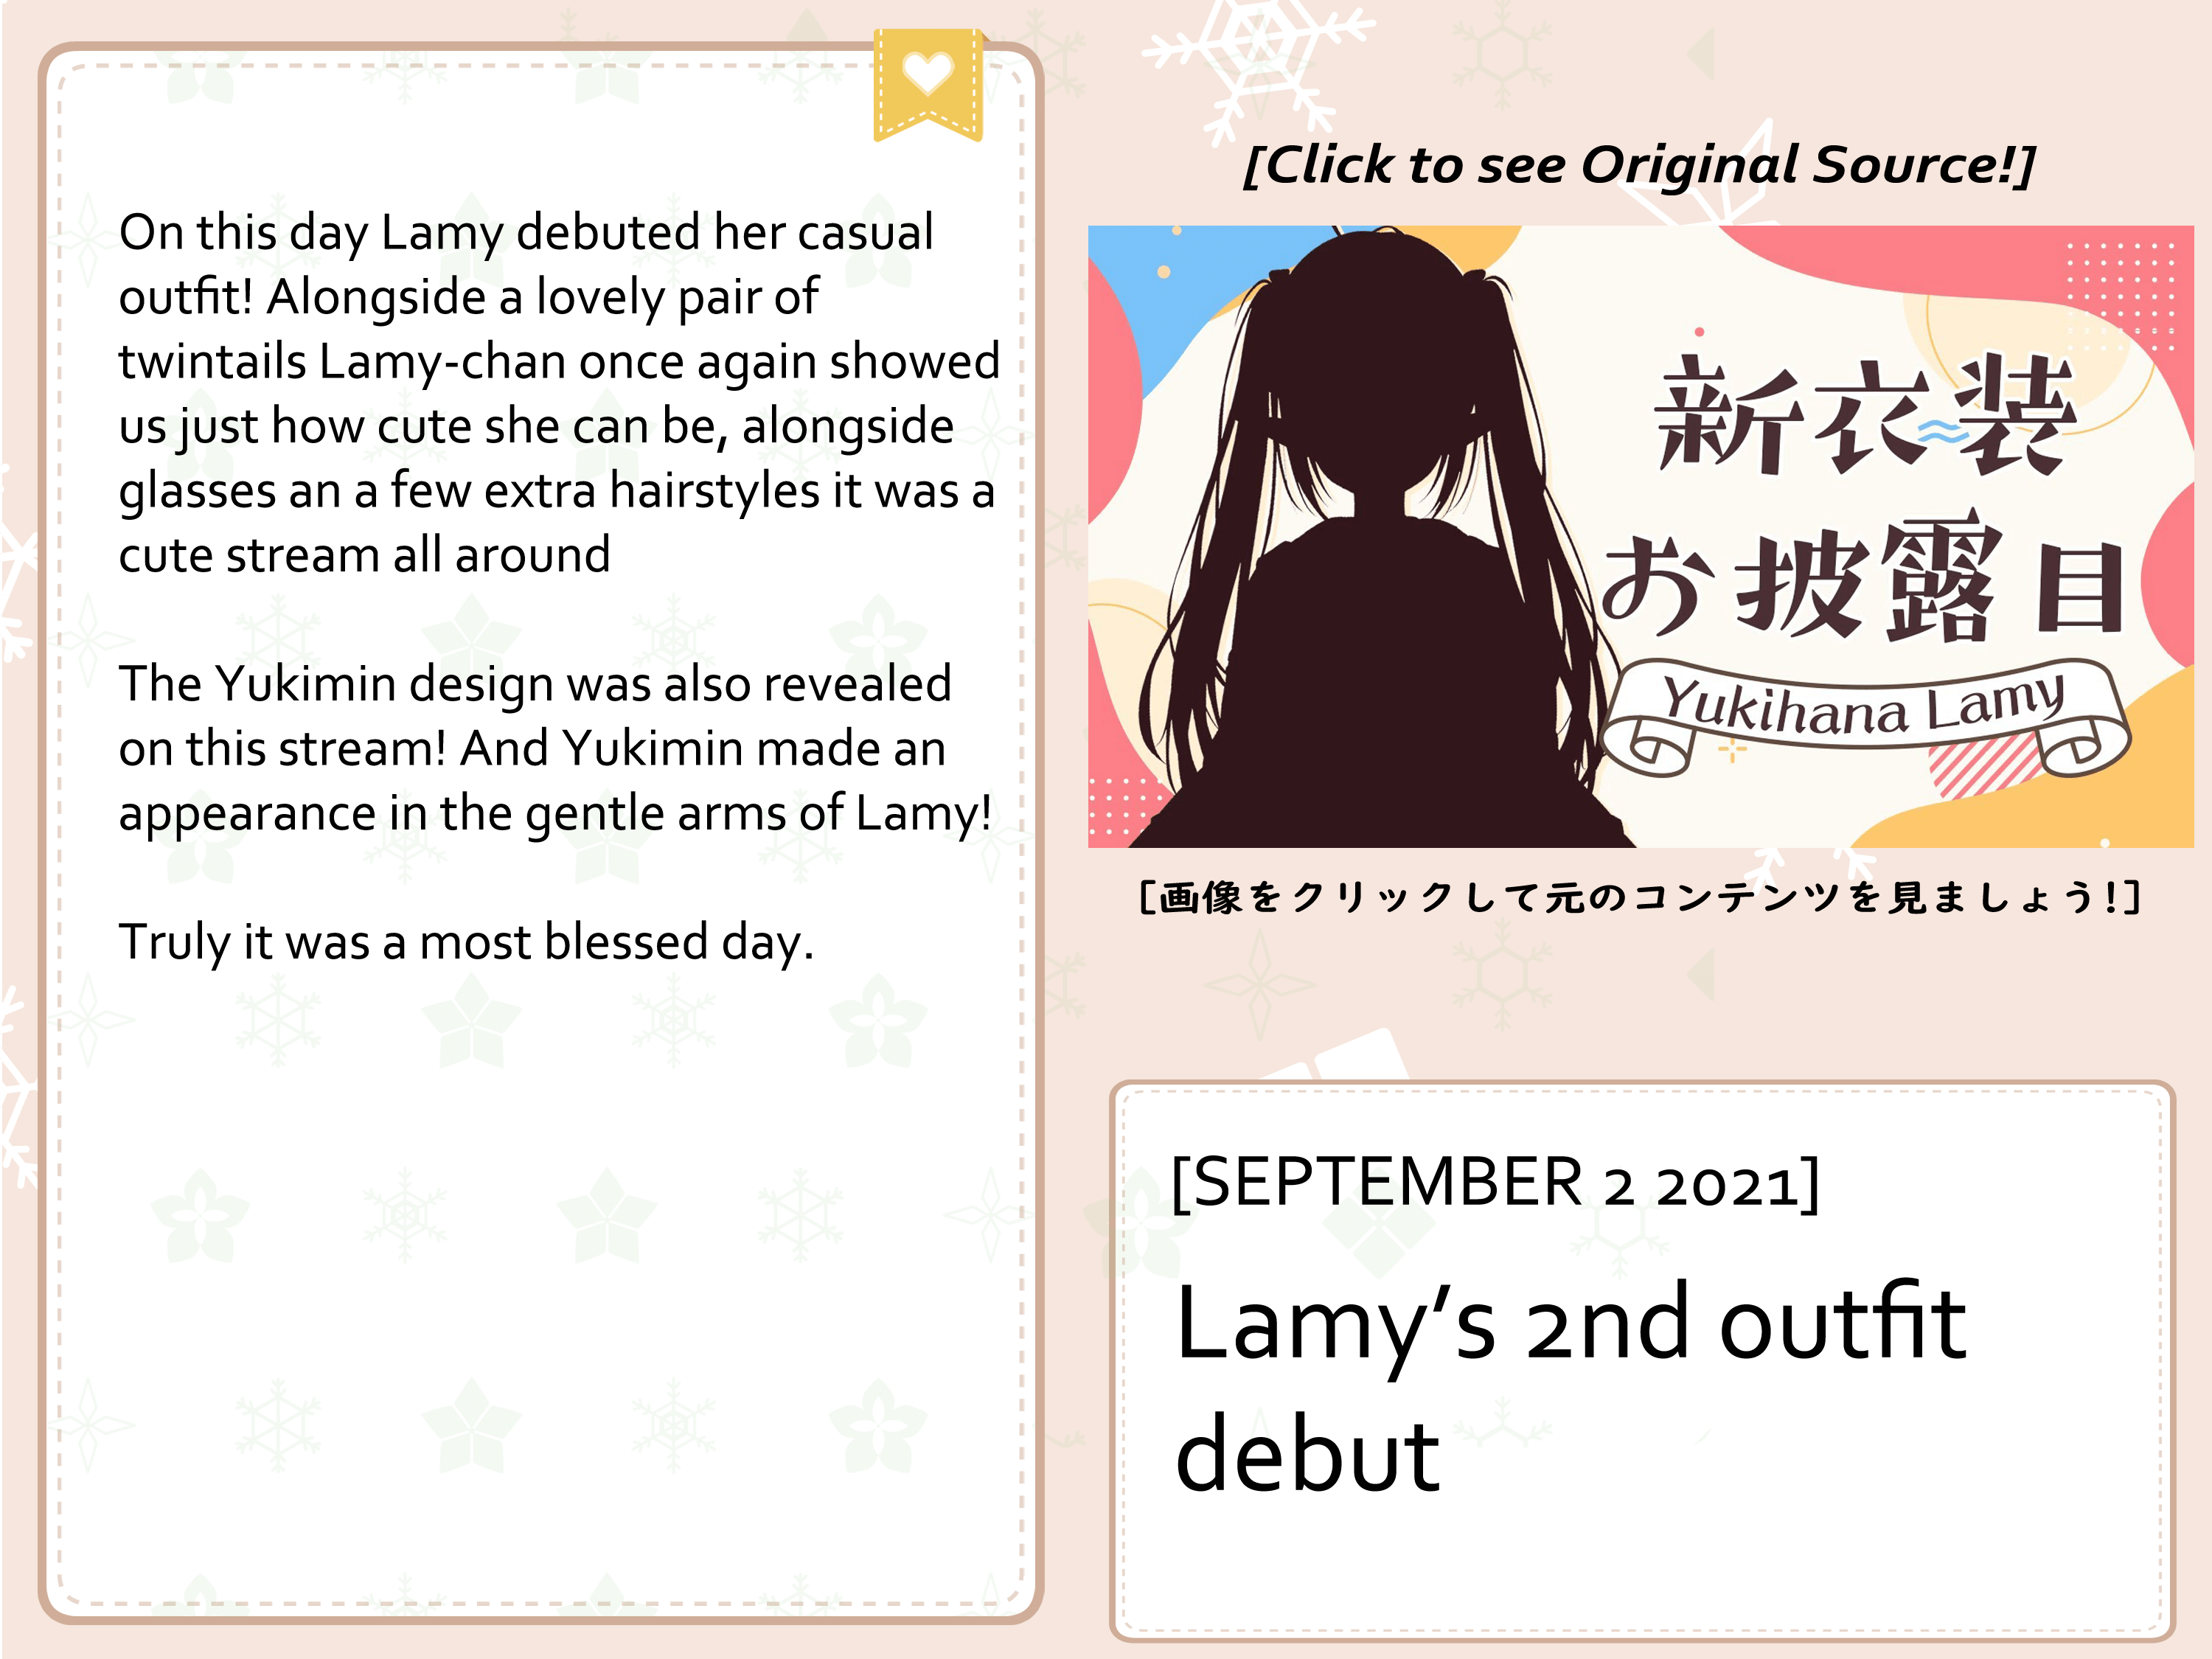 On this day Lamy debuted her casual
outfit! Alongside a lovely pair of
twintails Lamy-chan once again showed
us just how cute she can be, alongside
glasses an a few extra hairstyles it was a
cute stream all around
The Yukimin design was also revealed
on this stream! And Yukimin made an
appearance in the gentle arms of Lamy!
Truly it was a most blessed day.
[Click to see Original Source!]
新衣装
お披露目
Yukihana Lamy
[画像をクリックして元のコンテンツを見ましょう!]
[SEPTEMBER 2 2021]
Lamy's 2nd outfit
debut